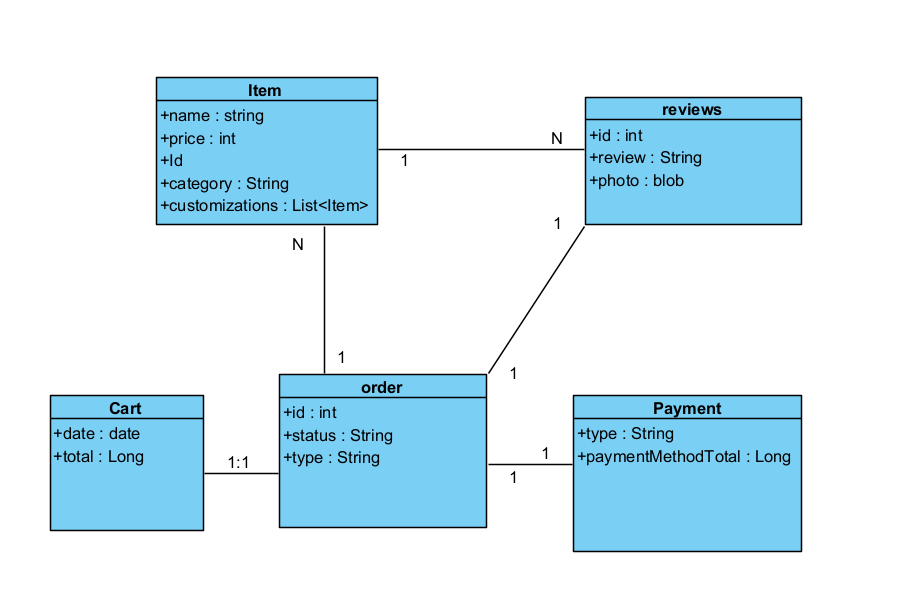 Item
+name : string
+price : int
+Id
+category : String
+customizations : List<Item>
reviews
+id : int
+review : String
+photo : blob
1
N
N
1
1
1
order
+id : int
+status : String
+type : String
Cart
+date : date
+total : Long
1:1
Payment
+type : String
+paymentMethodTotal : Long
1
1